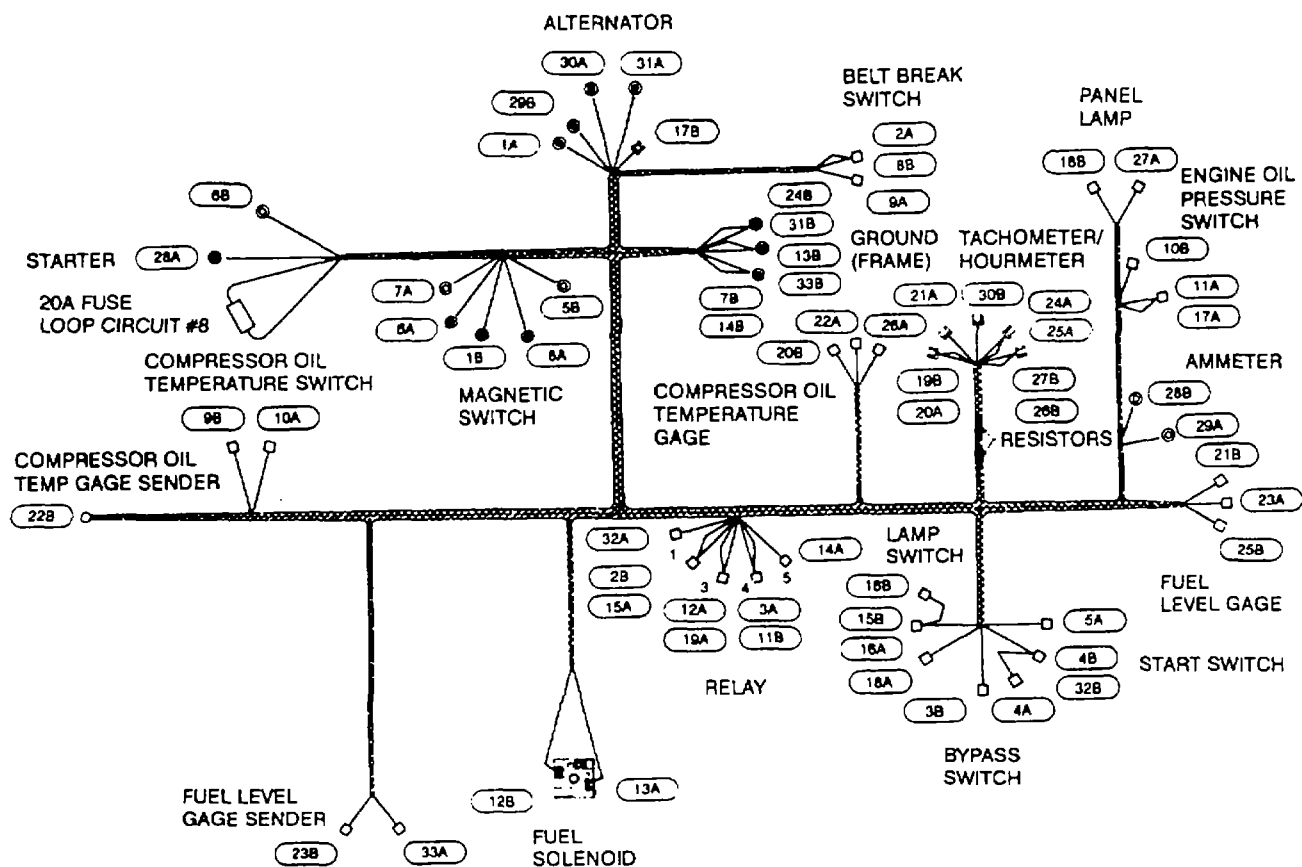 ALTERNATOR
30A
31A
29B
1A
17B
BELT BREAK
SWITCH
2A
8B
9A
PANEL
LAMP
18B
27A
ENGINE OIL
PRESSURE
SWITCH
10B
11A
17A
6B
STARTER
28A
20A FUSE
LOOP CIRCUIT #8
7A
6A
1B
8A
5B
MAGNETIC
SWITCH
24B
31B
13B
33B
7B
14B
GROUND
(FRAME)
TACHOMETER/
HOURMETER
21A
30B
24A
25A
19B
20A
27B
26B
RESISTORS
22A
26A
20B
COMPRESSOR OIL
TEMPERATURE
GAGE
AMMETER
28B
29A
21B
23A
25B
FUEL
LEVEL GAGE
COMPRESSOR OIL
TEMPERATURE SWITCH
9B
10A
COMPRESSOR OIL
TEMP GAGE SENDER
22B
32A
2B
15A
1
3
4
5
14A
12A
19A
3A
11B
RELAY
LAMP
SWITCH
16B
15B
16A
18A
3B
4A
5A
4B
32B
START SWITCH
BYPASS
SWITCH
FUEL LEVEL
GAGE SENDER
23B
33A
12B
13A
FUEL
SOLENOID